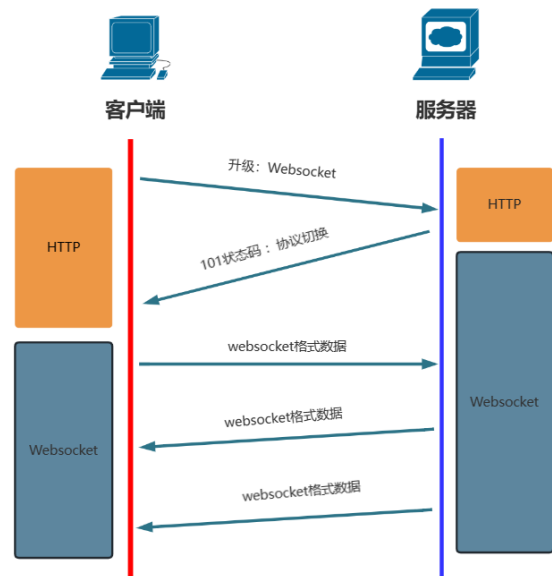 客户端
服务器
升级：Websocket
HTTP
HTTP
101状态码 ：协议切换
websocket格式数据
Websocket
websocket格式数据
Websocket
websocket格式数据